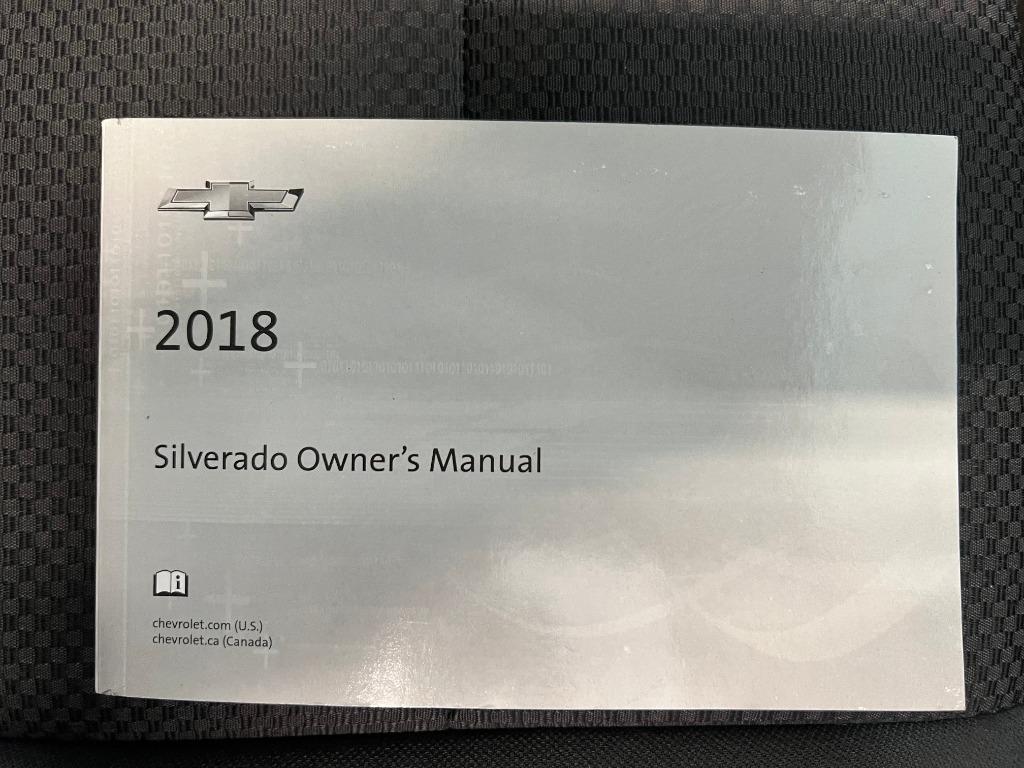 2018
Silverado Owner's Manual
chevrolet.com (U.S.)
chevrolet.ca (Canada)